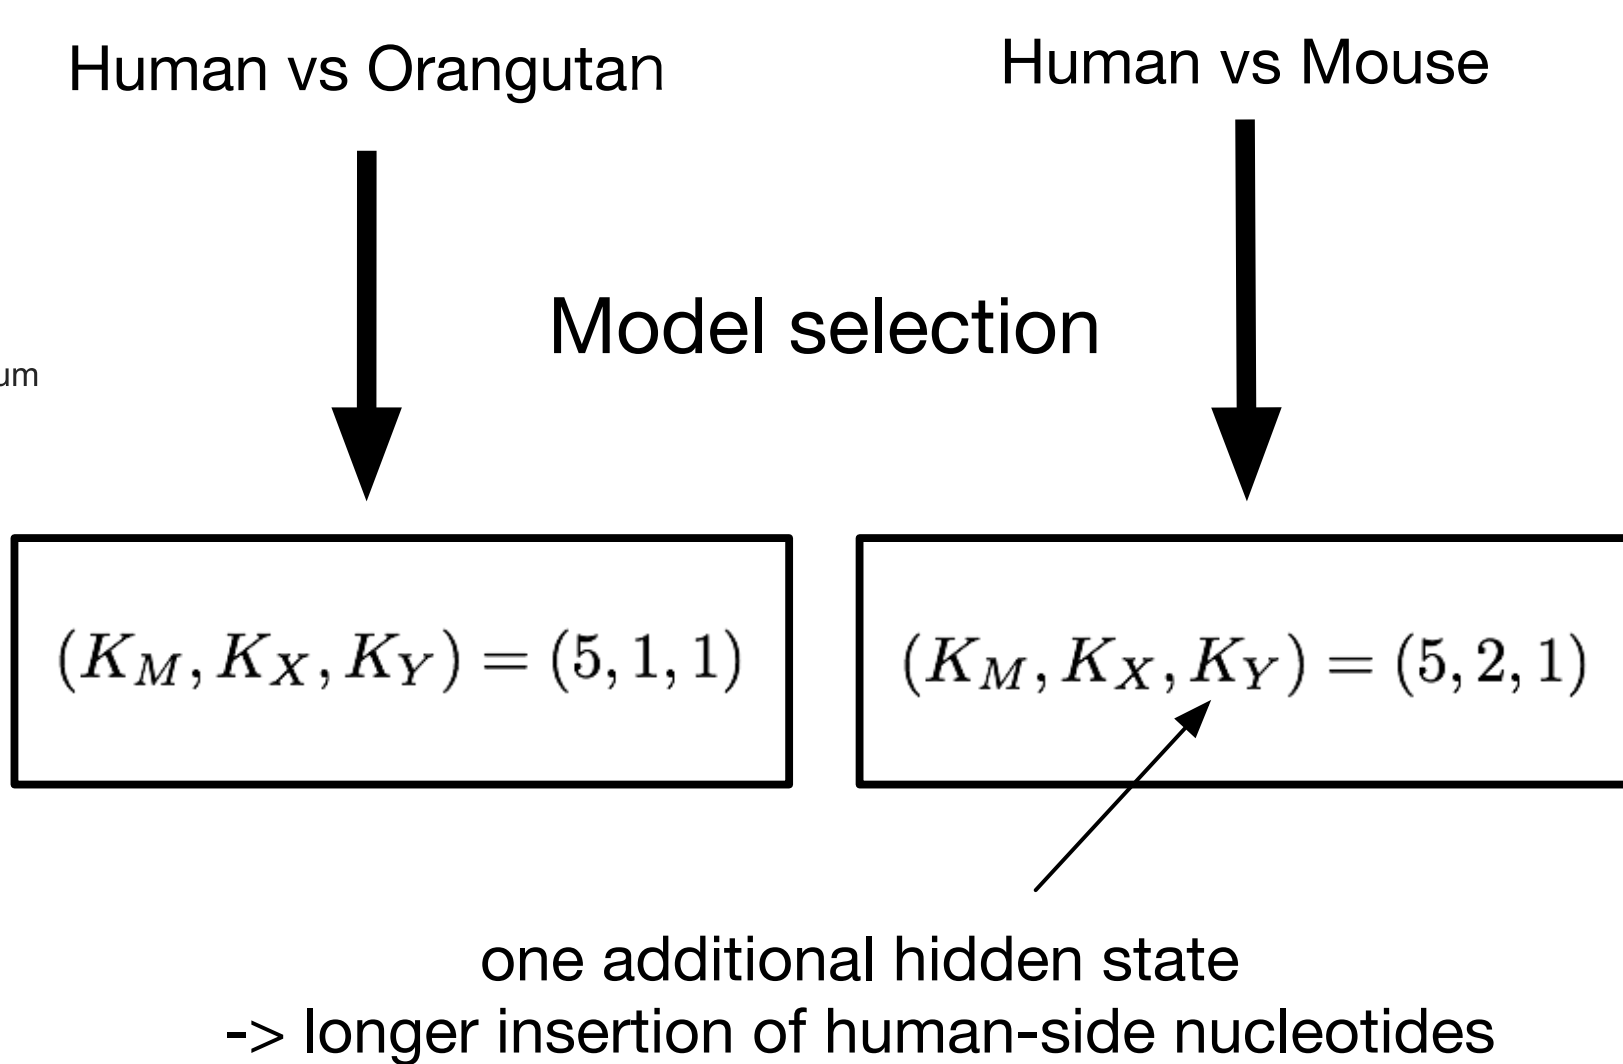 Human vs Orangutan
Human vs Mouse
Model selection
um
(K_M, K_X, K_Y) = (5, 1, 1)
(K_M, K_X, K_Y) = (5, 2, 1)
one additional hidden state
-> longer insertion of human-side nucleotides